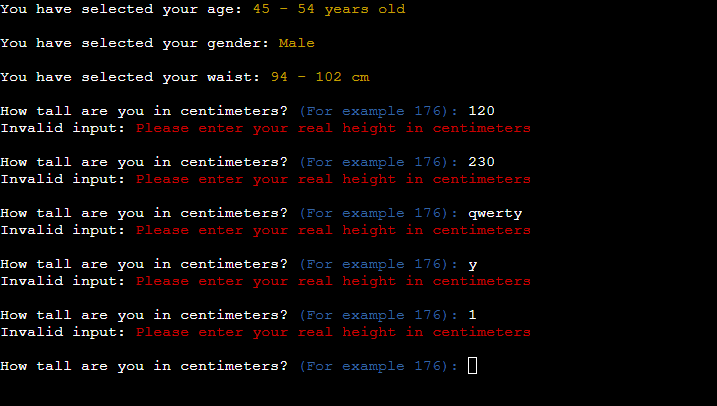 You have selected your age: 45 - 54 years old
You have selected your gender: Male
You have selected your waist: 94 - 102 cm
How tall are you in centimeters? (For example 176): 120
Invalid input: Please enter your real height in centimeters
How tall are you in centimeters? (For example 176): 230
Invalid input: Please enter your real height in centimeters
How tall are you in centimeters? (For example 176): qwerty
Invalid input: Please enter your real height in centimeters
How tall are you in centimeters? (For example 176): y
Invalid input: Please enter your real height in centimeters
How tall are you in centimeters? (For example 176): 1
Invalid input: Please enter your real height in centimeters
How tall are you in centimeters? (For example 176):